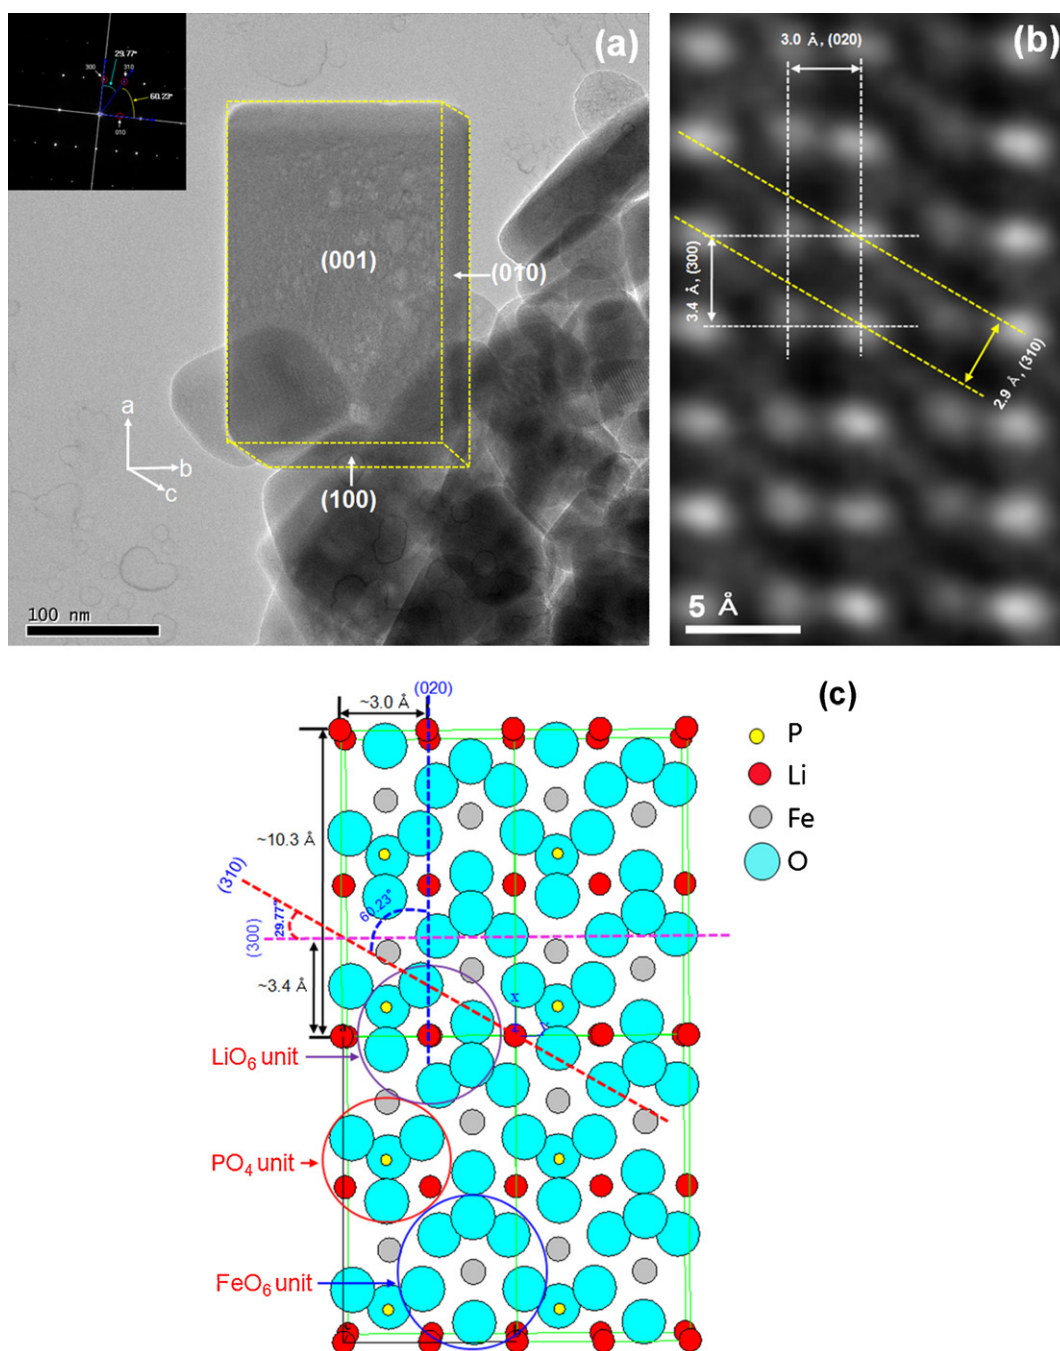 (a)
29.77°
300
310
60.23°
010
(001)
(010)
(100)
a
b
c
100 nm
(b)
3.0 Å, (020)
3.4 Å, (300)
2.9 Å, (310)
5 Å
(c)
(020)
~3.0 Å
P
Li
Fe
O
~10.3 Å
(310)
29.77°
60.23°
(300)
~3.4 Å
x
LiO₆ unit
PO₄ unit
FeO₆ unit